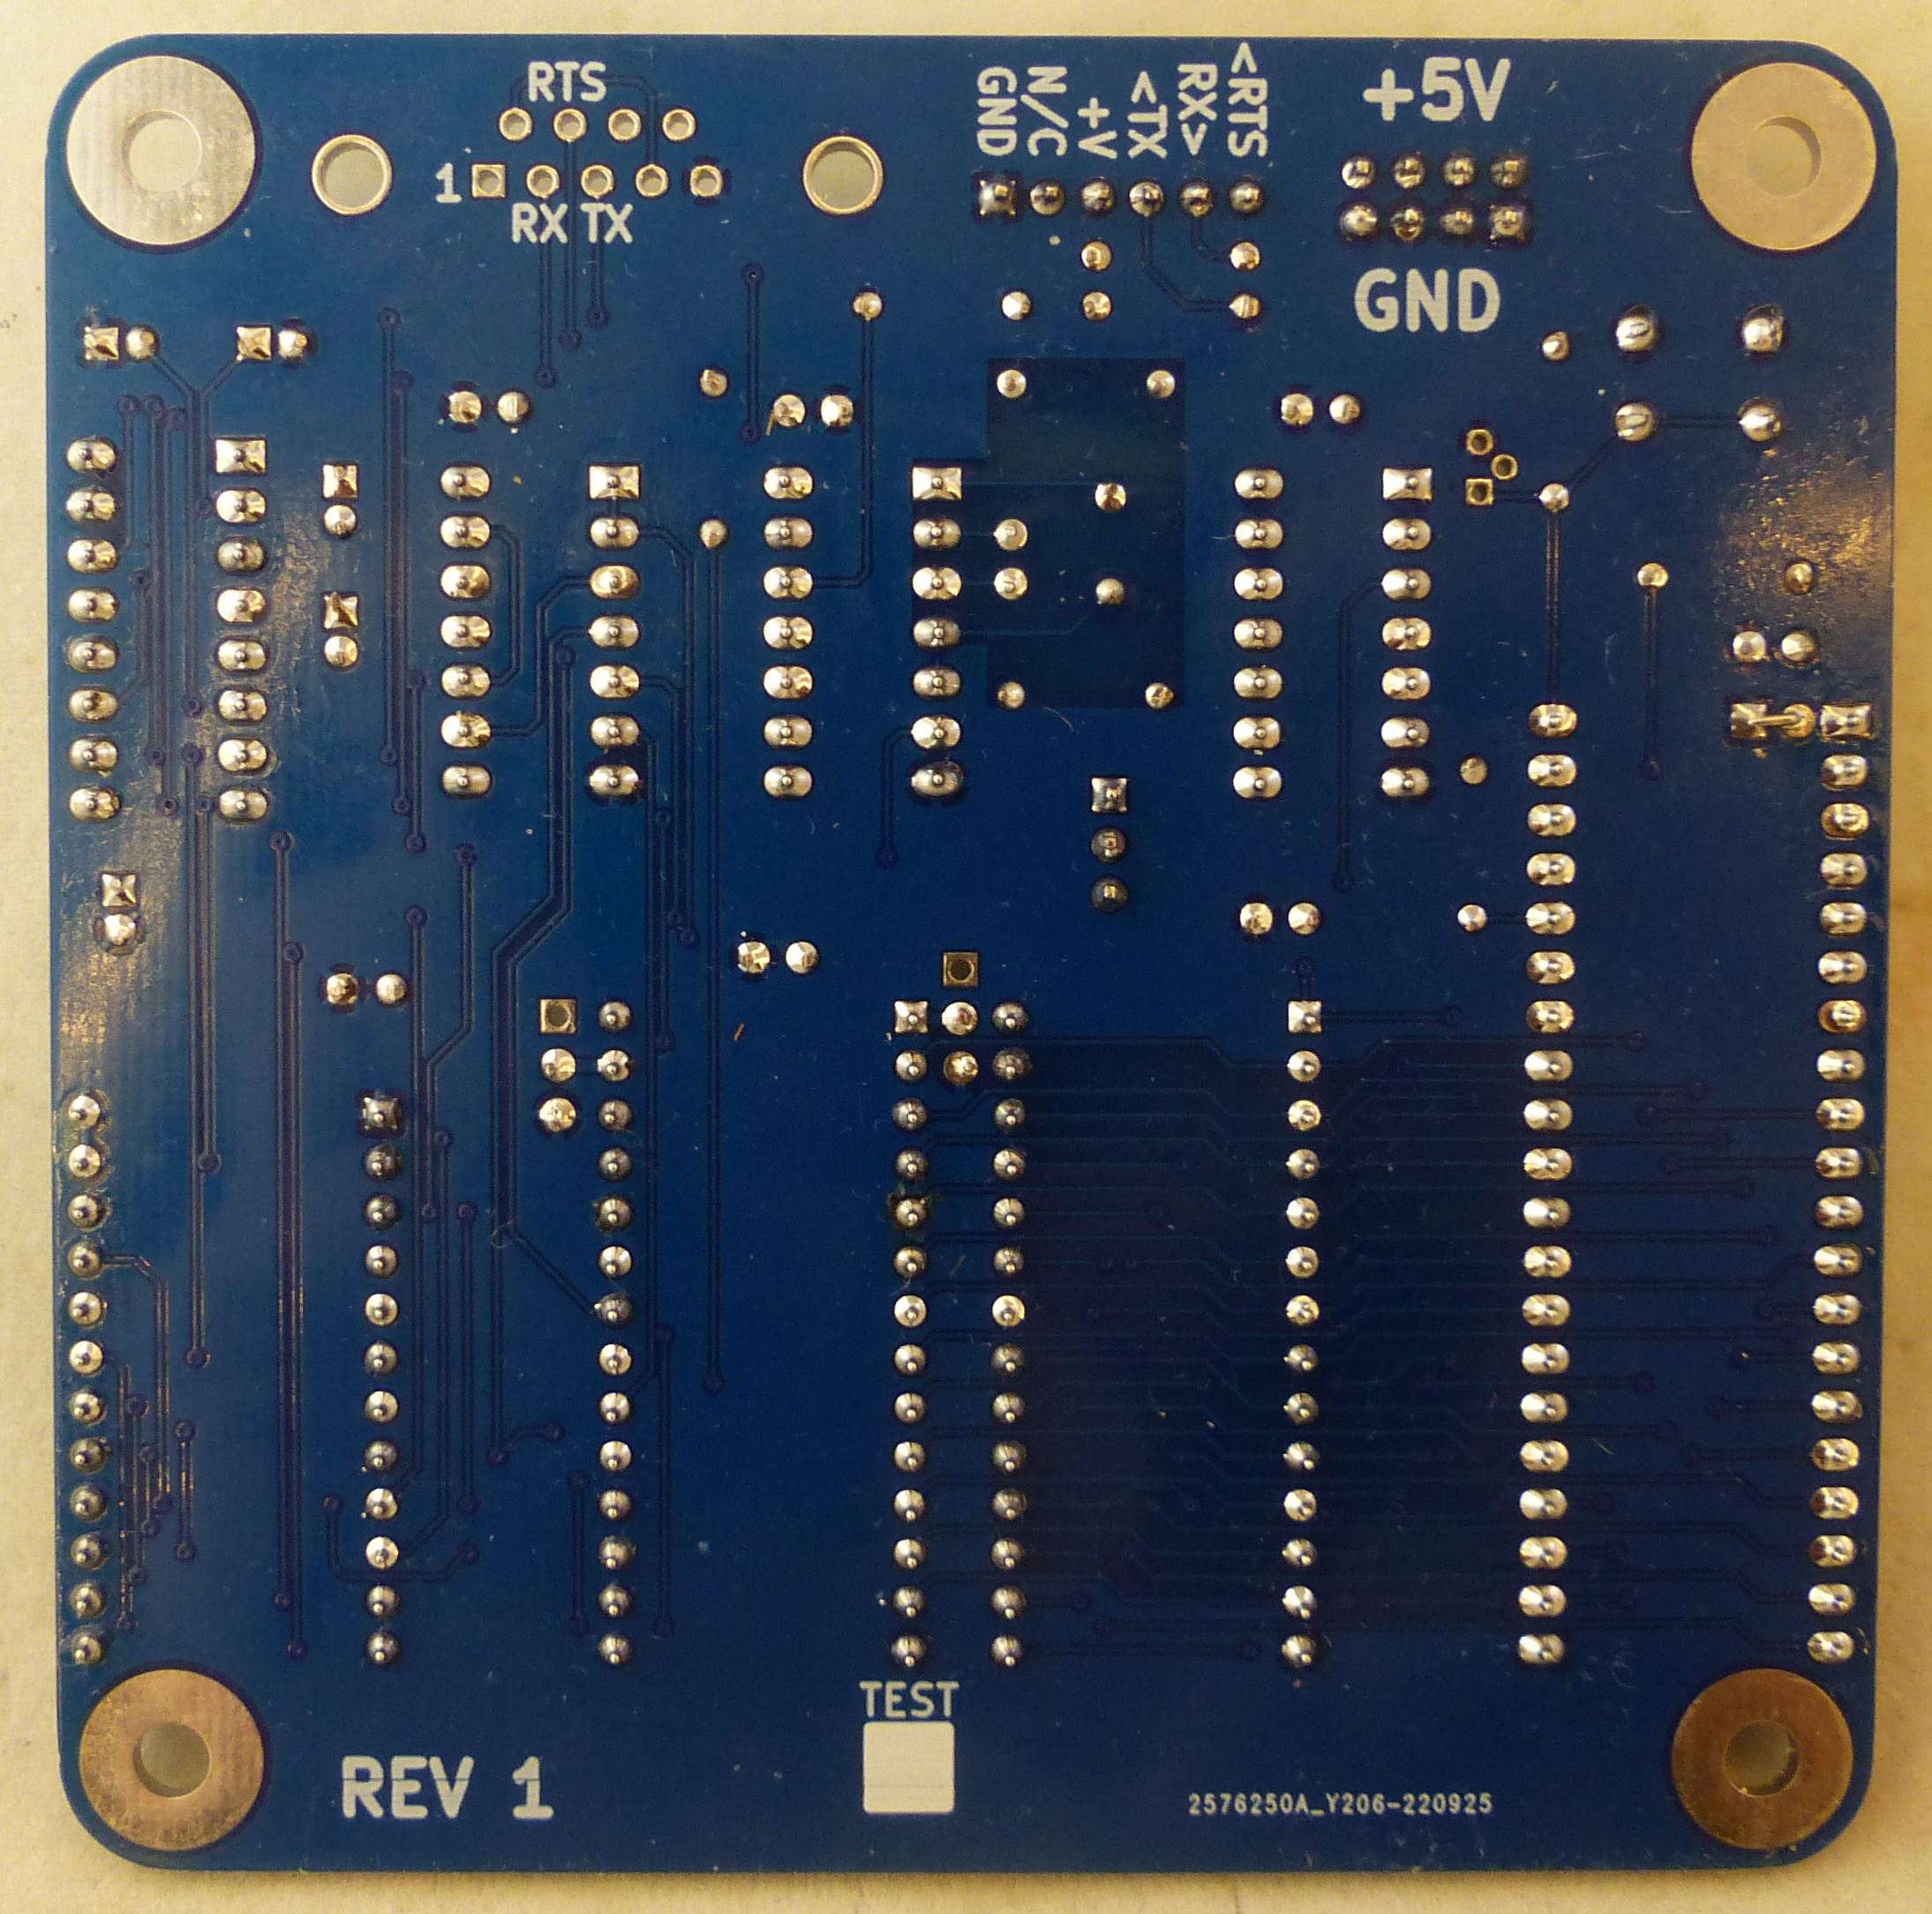 RTS
1
RX TX
GND
N/C
+V
<TX
RX>
<RTS
+5V
GND
TEST
REV 1
2576250A_Y206-220925